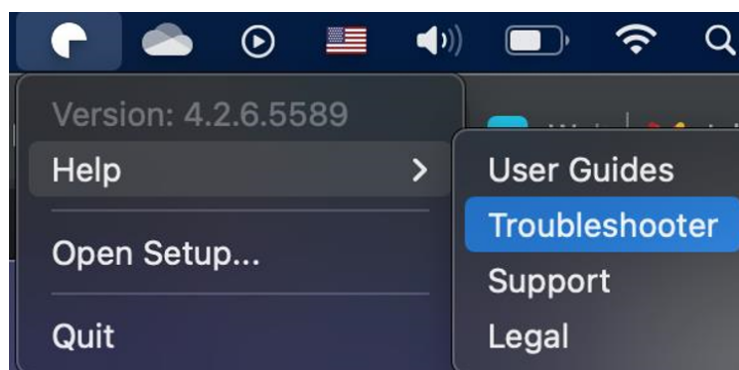 Version: 4.2.6.5589
Help
User Guides
Troubleshooter
Open Setup...
Support
Quit
Legal